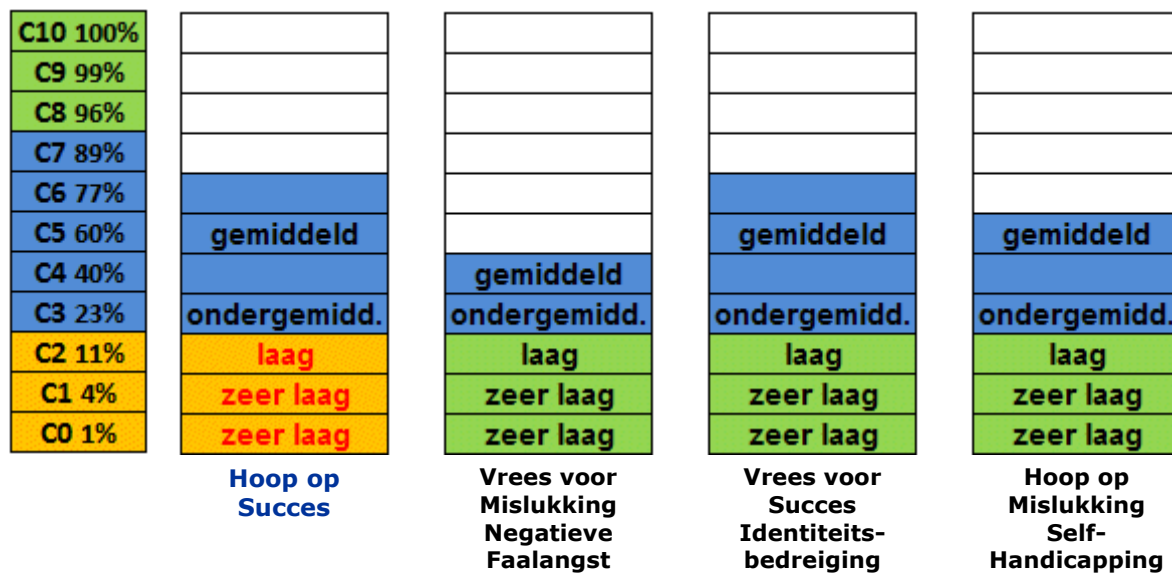 C10 100%
C9 99%
C8 96%
C7 89%
C6 77%
C5 60% gemiddeld gemiddeld gemiddeld
C4 40% gemiddeld
C3 23% ondergemidd. ondergemidd. ondergemidd. ondergemidd.
C2 11% laag laag laag laag
C1 4% zeer laag zeer laag zeer laag zeer laag
C0 1% zeer laag zeer laag zeer laag zeer laag
Hoop op
Succes
Vrees voor
Mislukking
Negatieve
Faalangst
Vrees voor
Succes
Identiteits-
bedreiging
Hoop op
Mislukking
Self-
Handicapping